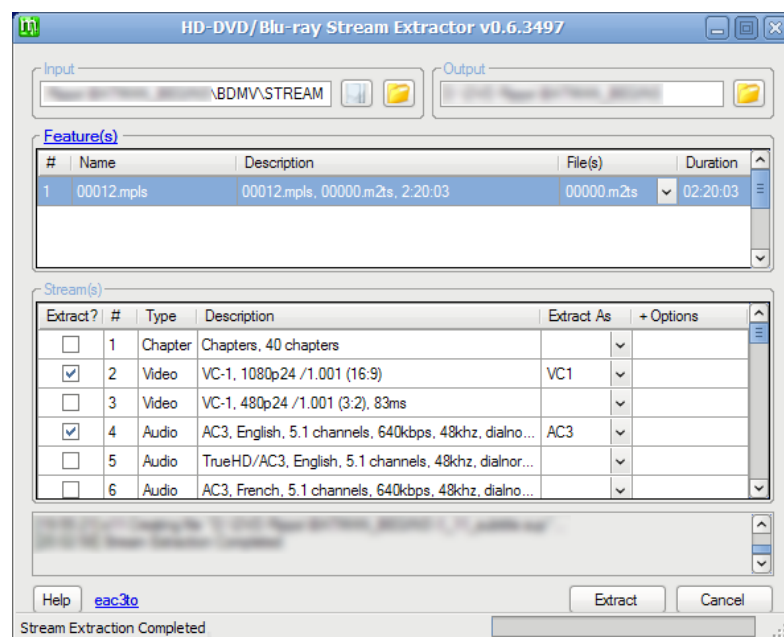 HD-DVD/Blu-ray Stream Extractor v0.6.3497
Input
\BDMV\STREAM
Output
Feature(s)
# Name Description File(s) Duration
1 00012.mpls 00012.mpls, 00000.m2ts, 2:20:03 00000.m2ts 02:20:03
Stream(s)
Extract? # Type Description Extract As + Options
1 Chapter Chapters, 40 chapters
2 Video VC-1, 1080p24 /1.001 (16:9) VC1
3 Video VC-1, 480p24 /1.001 (3:2), 83ms
4 Audio AC3, English, 5.1 channels, 640kbps, 48khz, dialno... AC3
5 Audio TrueHD/AC3, English, 5.1 channels, 48khz, dialnor...
6 Audio AC3, French, 5.1 channels, 640kbps, 48khz, dialno...
Help eac3to Extract Cancel
Stream Extraction Completed